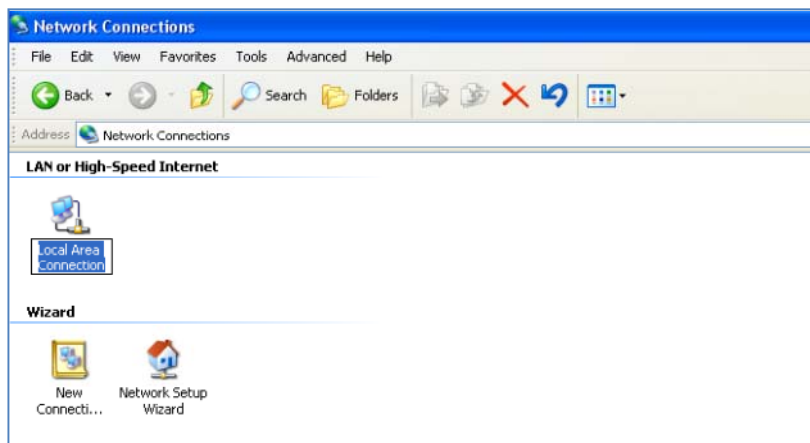 Network Connections
File Edit View Favorites Tools Advanced Help
Back Search Folders
Address Network Connections
LAN or High-Speed Internet
Local Area
Connection
Wizard
New
Connecti...
Network Setup
Wizard